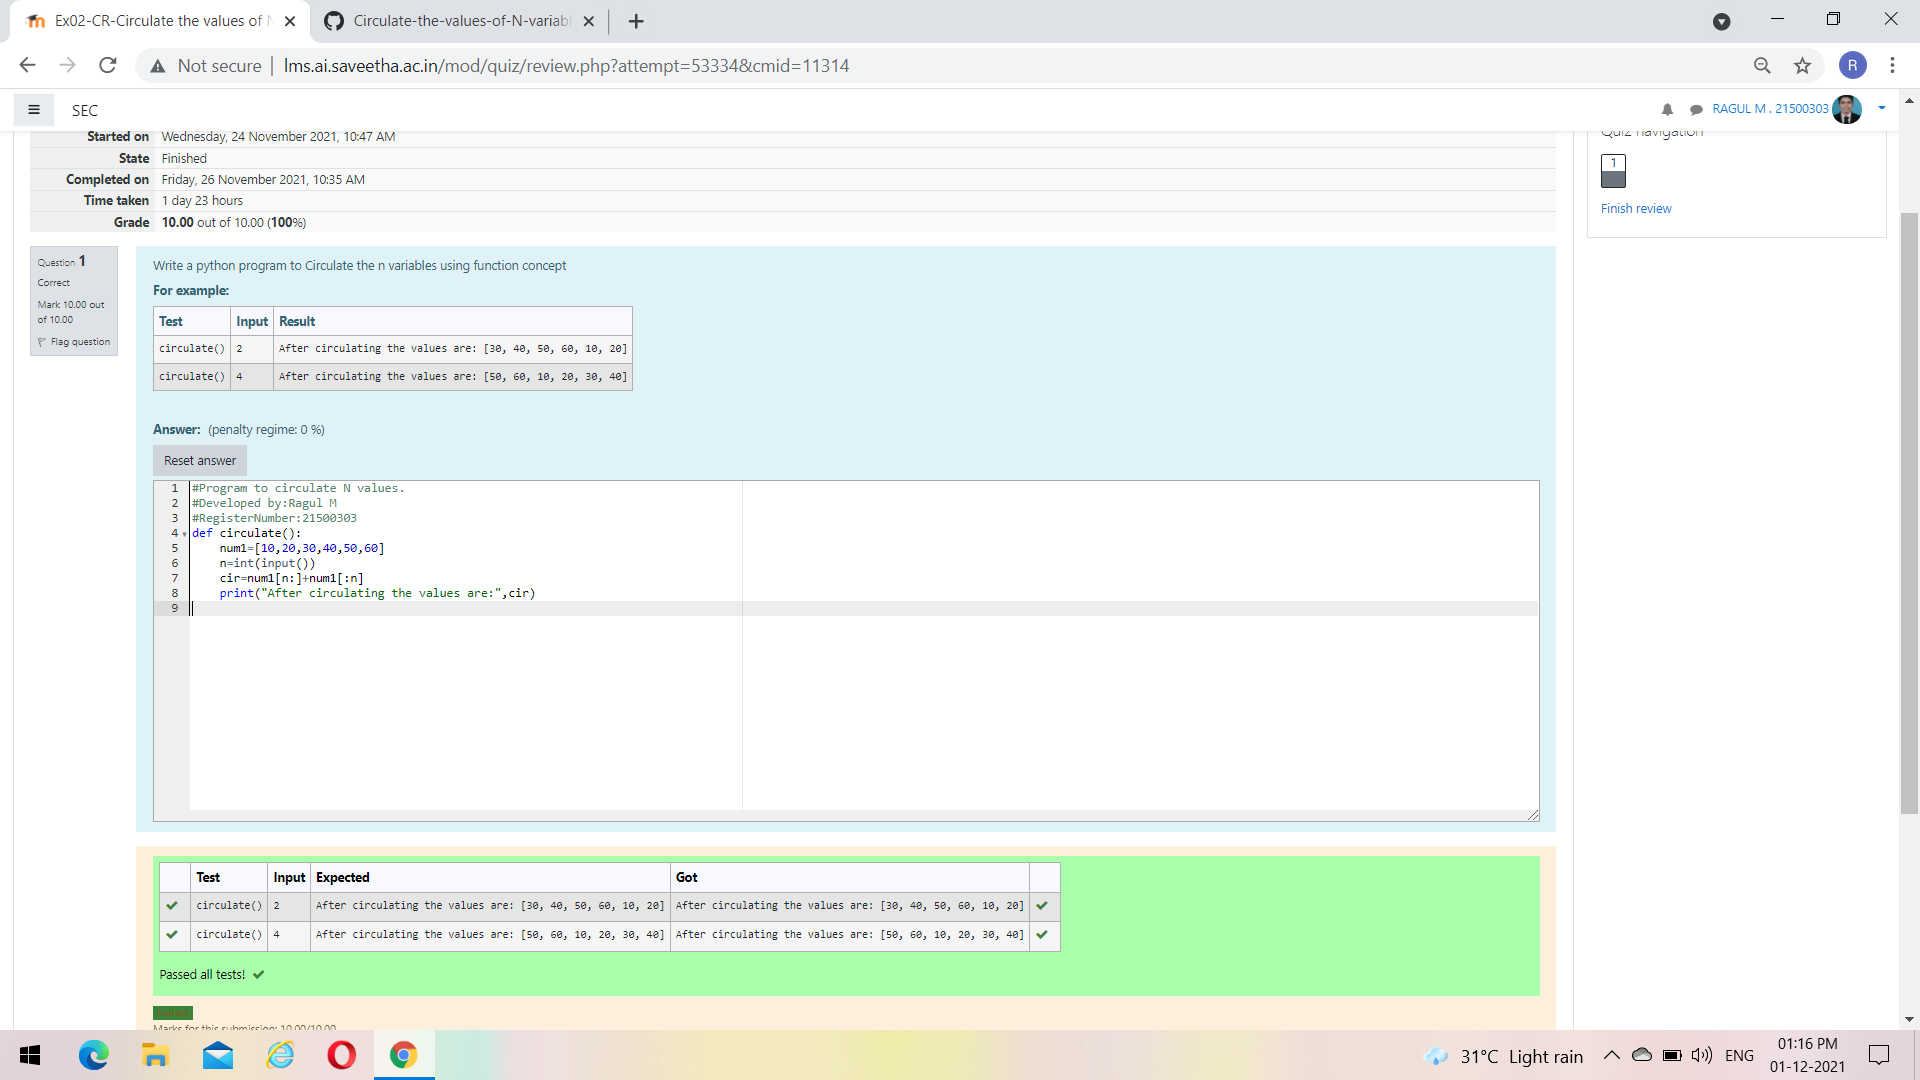 Ex02-CR-Circulate the values of N
Circulate-the-values-of-N-variabl
Not secure
lms.ai.saveetha.ac.in/mod/quiz/review.php?attempt=53334&cmid=11314
R
SEC
RAGUL M . 21500303
Started on Wednesday, 24 November 2021, 10:47 AM
State Finished
Completed on Friday, 26 November 2021, 10:35 AM
Time taken 1 day 23 hours
Grade 10.00 out of 10.00 (100%)
Quiz navigation
1
Finish review
Question 1
Correct
Mark 10.00 out
of 10.00
Flag question
Write a python program to Circulate the n variables using function concept
For example:
Test Input Result
circulate() 2 After circulating the values are: [30, 40, 50, 60, 10, 20]
circulate() 4 After circulating the values are: [50, 60, 10, 20, 30, 40]
Answer: (penalty regime: 0 %)
Reset answer
1 #Program to circulate N values.
2 #Developed by:Ragul M
3 #RegisterNumber:21500303
4 def circulate():
5 num1=[10,20,30,40,50,60]
6 n=int(input())
7 cir=num1[n:]+num1[:n]
8 print("After circulating the values are:",cir)
9
Test Input Expected Got
circulate() 2 After circulating the values are: [30, 40, 50, 60, 10, 20] After circulating the values are: [30, 40, 50, 60, 10, 20]
circulate() 4 After circulating the values are: [50, 60, 10, 20, 30, 40] After circulating the values are: [50, 60, 10, 20, 30, 40]
Passed all tests!
Marks for this submission: 10.00/10.00
31°C Light rain
ENG
01:16 PM
01-12-2021